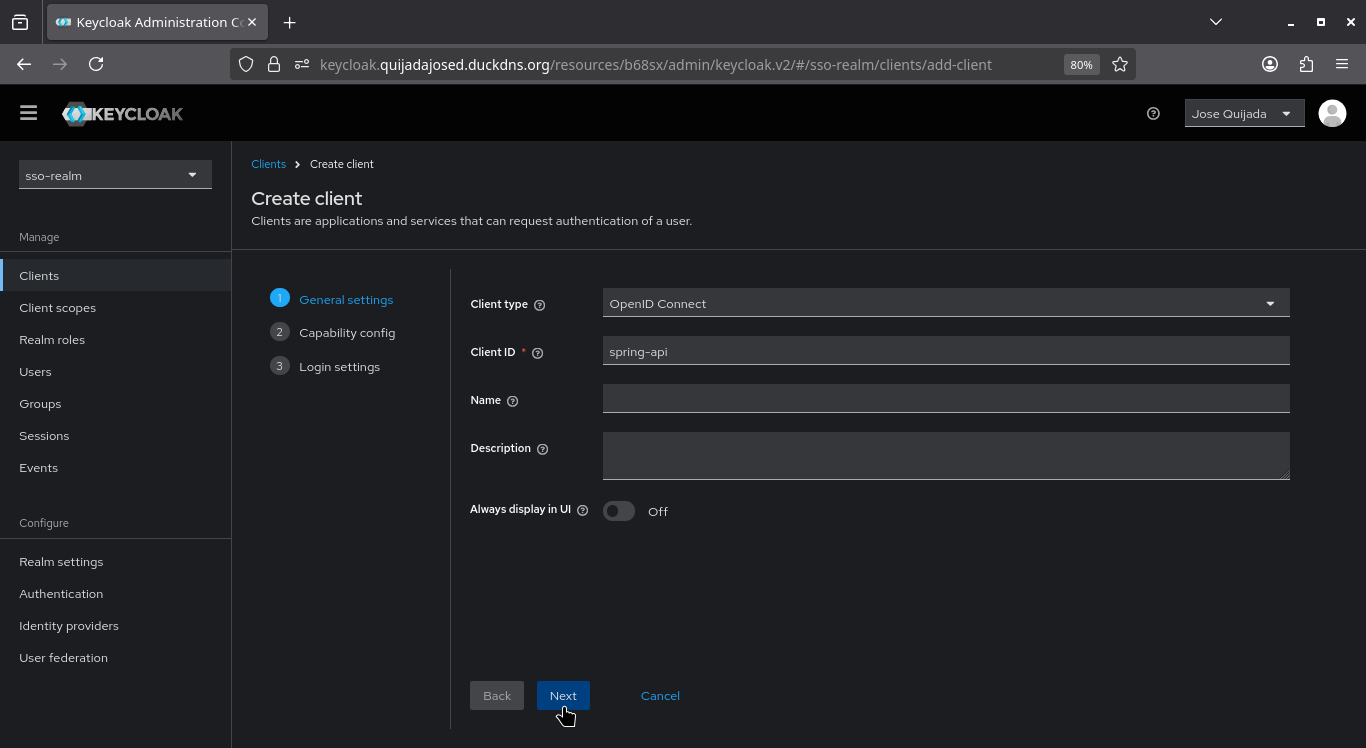 Keycloak Administration Co
keycloak.quijadajosed.duckdns.org/resources/b68sx/admin/keycloak.v2/#/sso-realm/clients/add-client
80%
KEYCLOAK
Jose Quijada
sso-realm
Manage
Clients
Client scopes
Realm roles
Users
Groups
Sessions
Events
Configure
Realm settings
Authentication
Identity providers
User federation
Clients > Create client
Create client
Clients are applications and services that can request authentication of a user.
1 General settings
2 Capability config
3 Login settings
Client type OpenID Connect
Client ID * spring-api
Name
Description
Always display in UI Off
Back Next Cancel